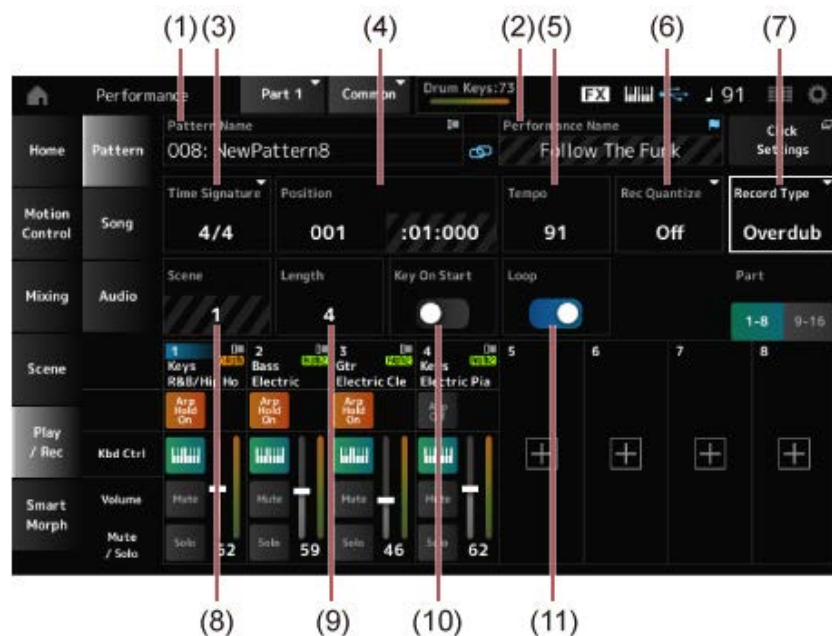 (1) (3) (4) (2) (5) (6) (7)
Performance Part 1 Common Drum Keys:73 FX 91
Home Pattern Pattern Name Performance Name Click
008: NewPattern8 Follow The Funk Settings
Time Signature Position Tempo Rec Quantize Record Type
Motion
Control Song 4/4 001 :01:000 91 Off Overdub
Scene Length Key On Start Loop Part
Mixing Audio 1 4 1-8 9-16
Scene 1 2 3 4 5 6 7 8
Keys Bass Gtr Keys
R&B/Hip Ho Electric Electric Cle Electric Pia
Arp Hold On Arp Hold On Arp Hold On Arp
Play
/ Rec Kbd Ctrl
Smart
Morph Volume Mute Mute Mute Mute
Mute
/ Solo Solo 52 Solo 59 Solo 46 Solo 62
(8) (9) (10) (11)